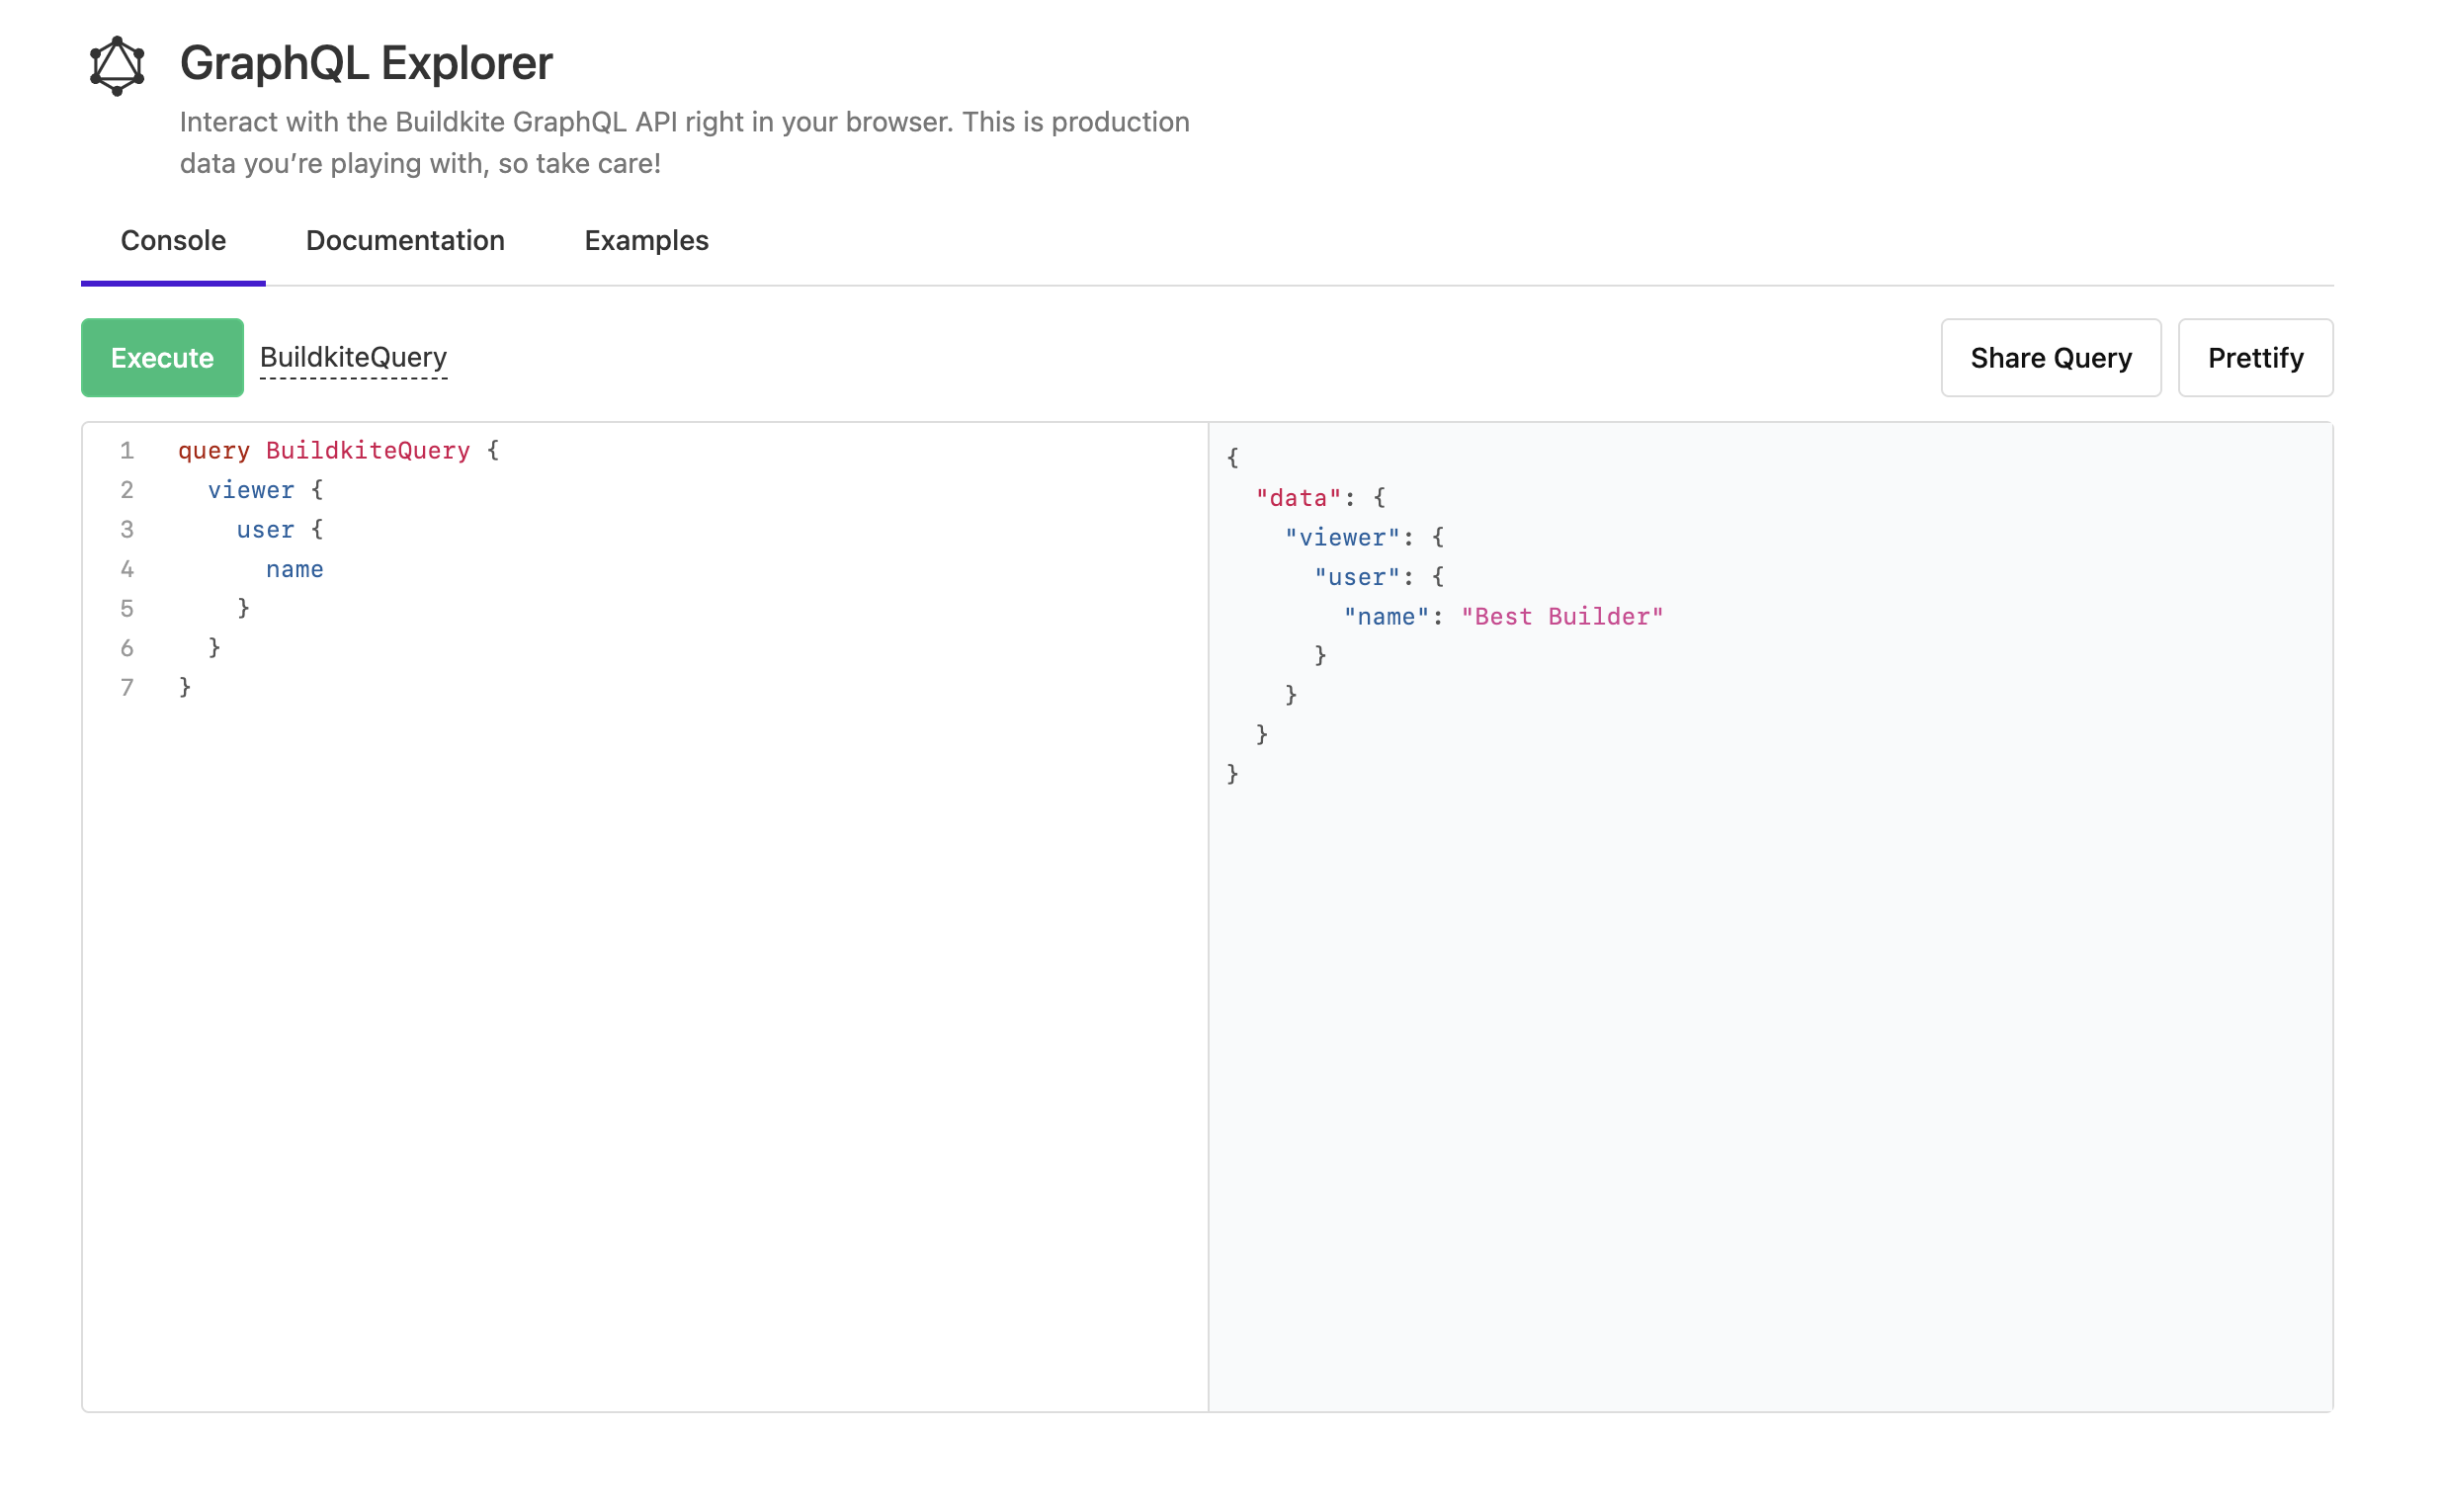 GraphQL Explorer
Interact with the Buildkite GraphQL API right in your browser. This is production
data you’re playing with, so take care!
Console Documentation Examples
Execute BuildkiteQuery Share Query Prettify
1 query BuildkiteQuery {
2 viewer {
3 user {
4 name
5 }
6 }
7 }
{
"data": {
"viewer": {
"user": {
"name": "Best Builder"
}
}
}
}